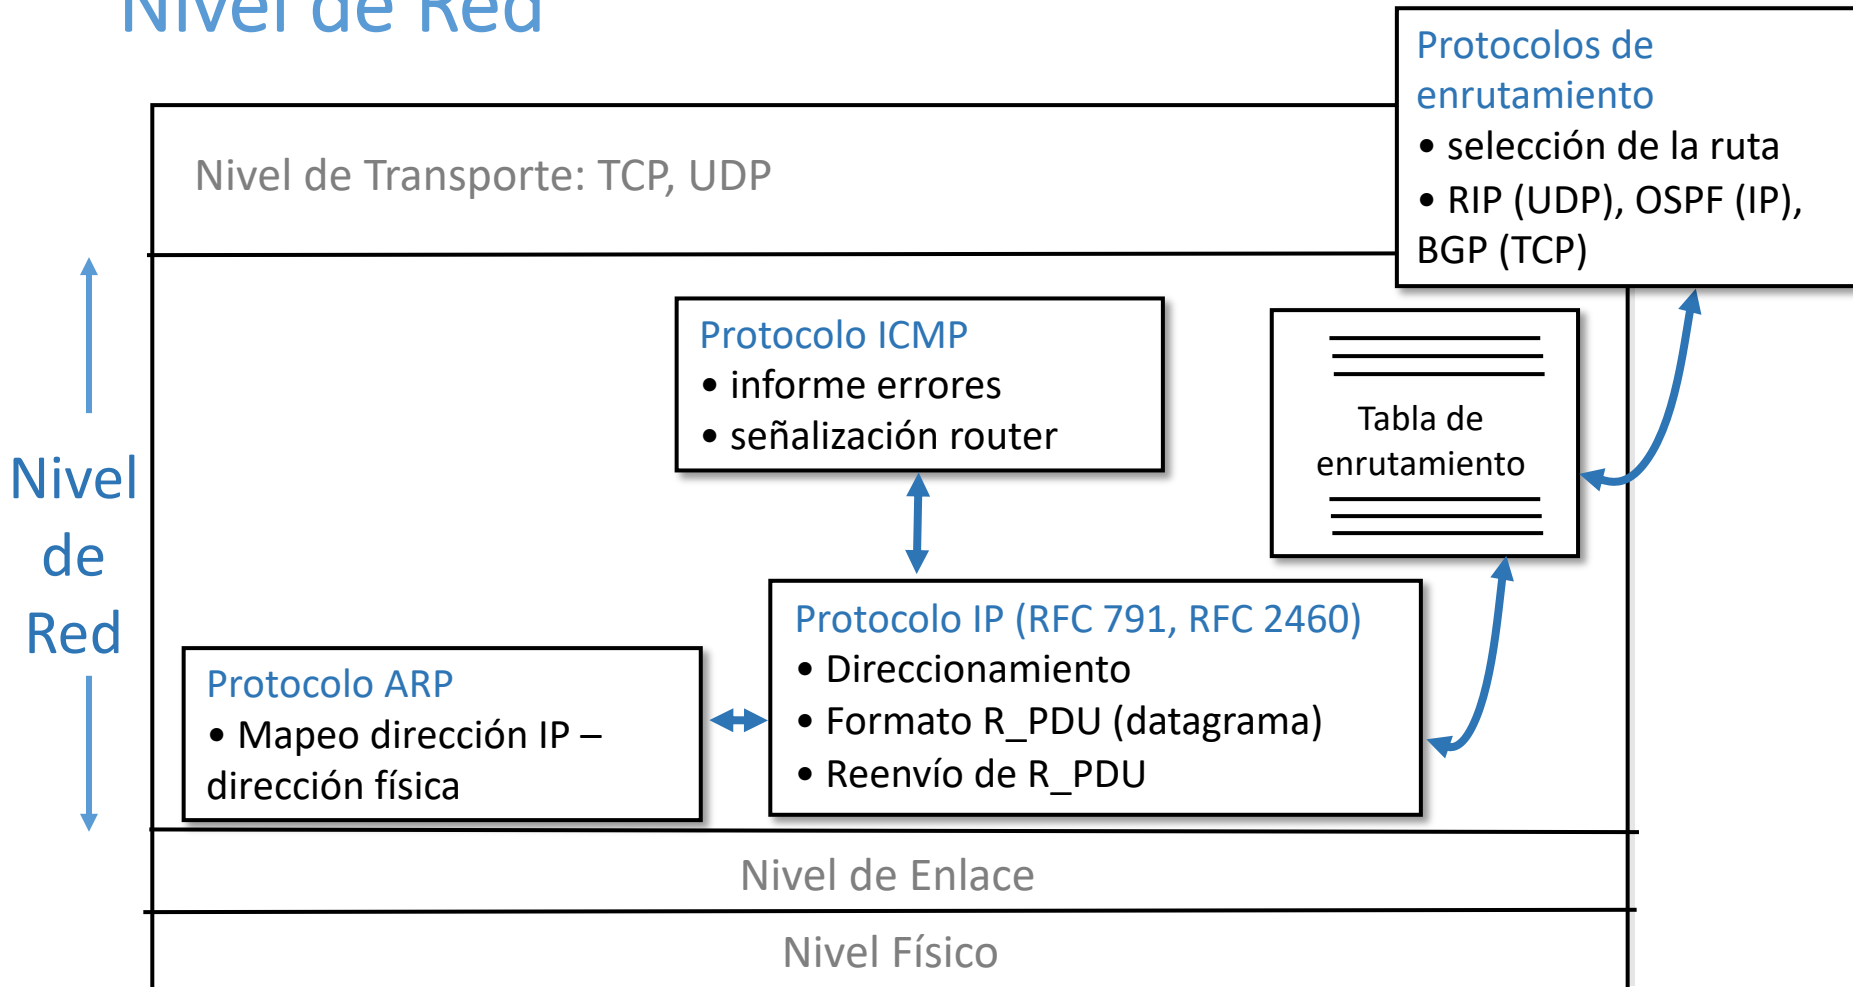 Nivel de Red
Protocolos de
enrutamiento
• selección de la ruta
• RIP (UDP), OSPF (IP),
BGP (TCP)
Nivel de Transporte: TCP, UDP
Protocolo ICMP
• informe errores
• señalización router
Tabla de
enrutamiento
Nivel
de
Red
Protocolo IP (RFC 791, RFC 2460)
• Direccionamiento
• Formato R_PDU (datagrama)
• Reenvío de R_PDU
Protocolo ARP
• Mapeo dirección IP –
dirección física
Nivel de Enlace
Nivel Físico